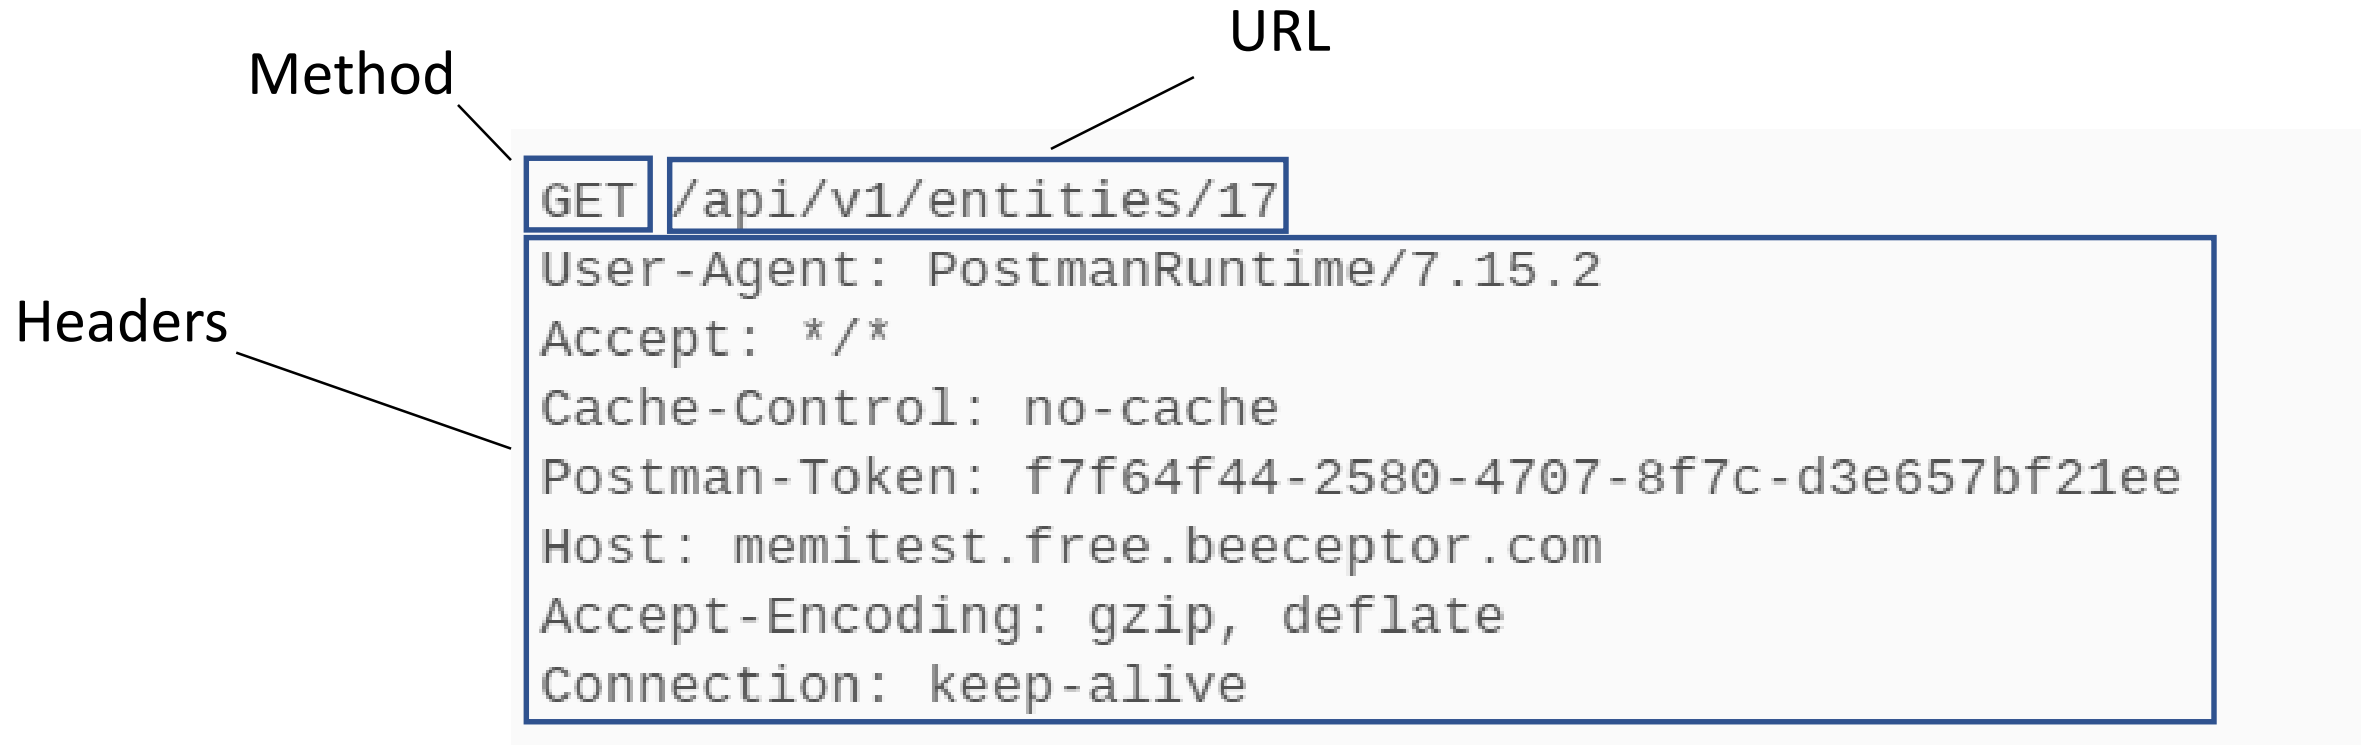 URL
Method
GET /api/v1/entities/17
User-Agent: PostmanRuntime/7.15.2
Headers
Accept: */*
Cache-Control: no-cache
Postman-Token: f7f64f44-2580-4707-8f7c-d3e657bf21ee
Host: memitest.free.beeceptor.com
Accept-Encoding: gzip, deflate
Connection: keep-alive